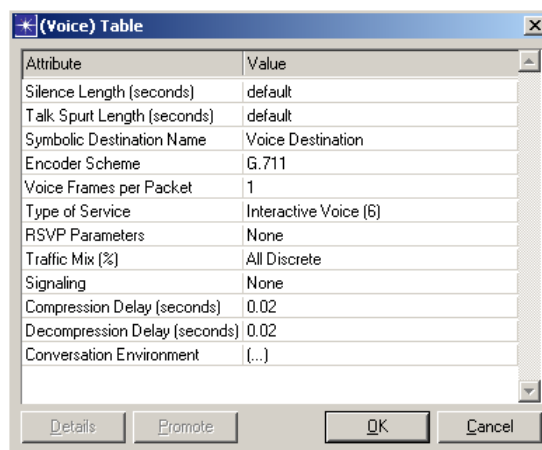 (Voice) Table
Attribute Value
Silence Length (seconds) default
Talk Spurt Length (seconds) default
Symbolic Destination Name Voice Destination
Encoder Scheme G.711
Voice Frames per Packet 1
Type of Service Interactive Voice (6)
RSVP Parameters None
Traffic Mix (%) All Discrete
Signaling None
Compression Delay (seconds) 0.02
Decompression Delay (seconds) 0.02
Conversation Environment (...)
Details Promote OK Cancel